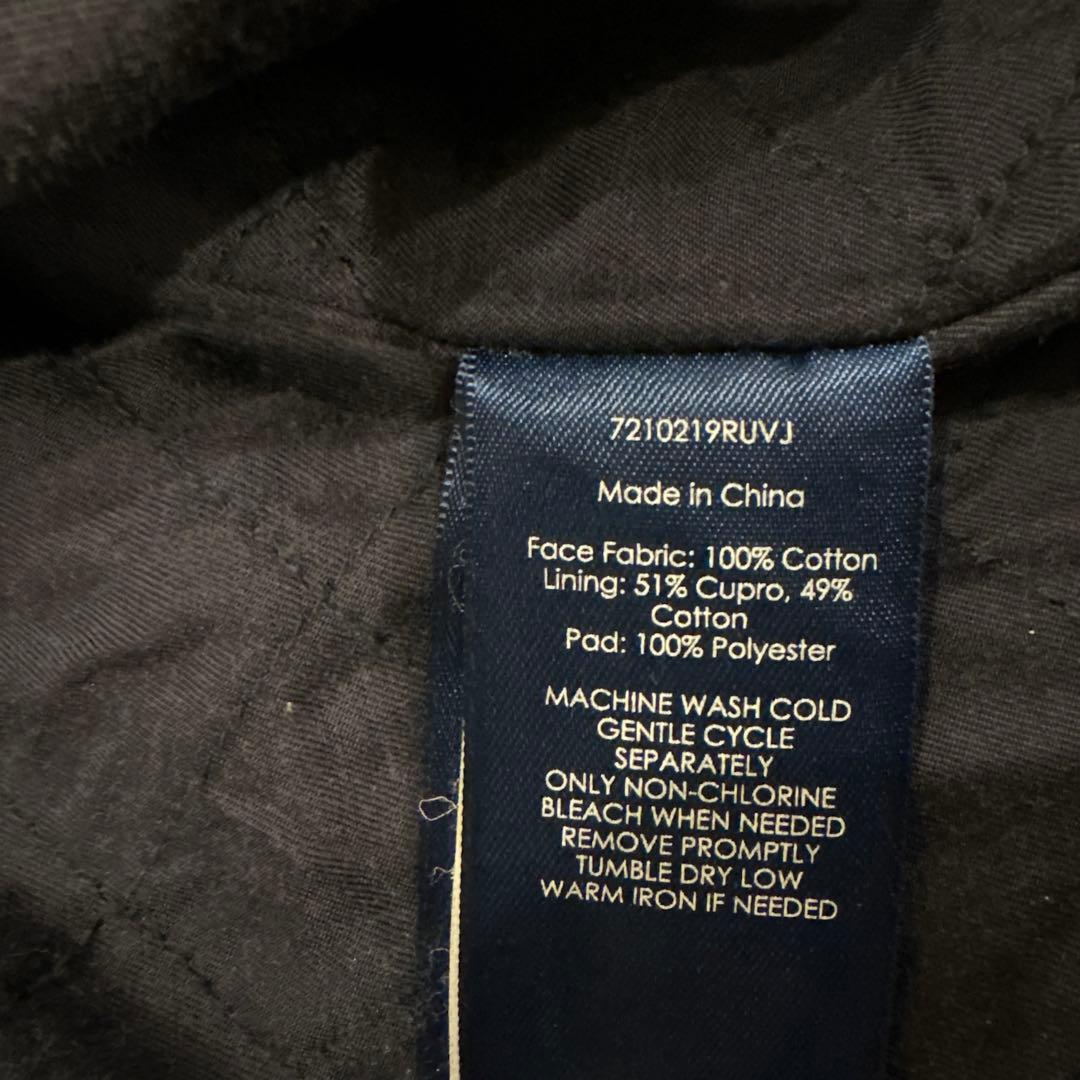 7210219RUVJ
Made in China
Face Fabric: 100% Cotton
Lining: 51% Cupro, 49%
Cotton
Pad: 100% Polyester
MACHINE WASH COLD
GENTLE CYCLE
SEPARATELY
ONLY NON-CHLORINE
BLEACH WHEN NEEDED
REMOVE PROMPTLY
TUMBLE DRY LOW
WARM IRON IF NEEDED